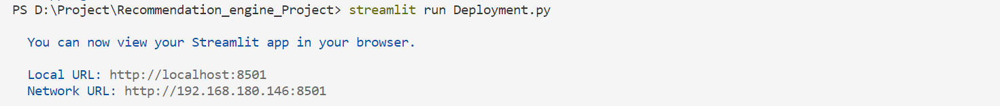 PS D:\Project\Recommendation_engine_Project> streamlit run Deployment.py
You can now view your Streamlit app in your browser.
Local URL: http://localhost:8501
Network URL: http://192.168.180.146:8501